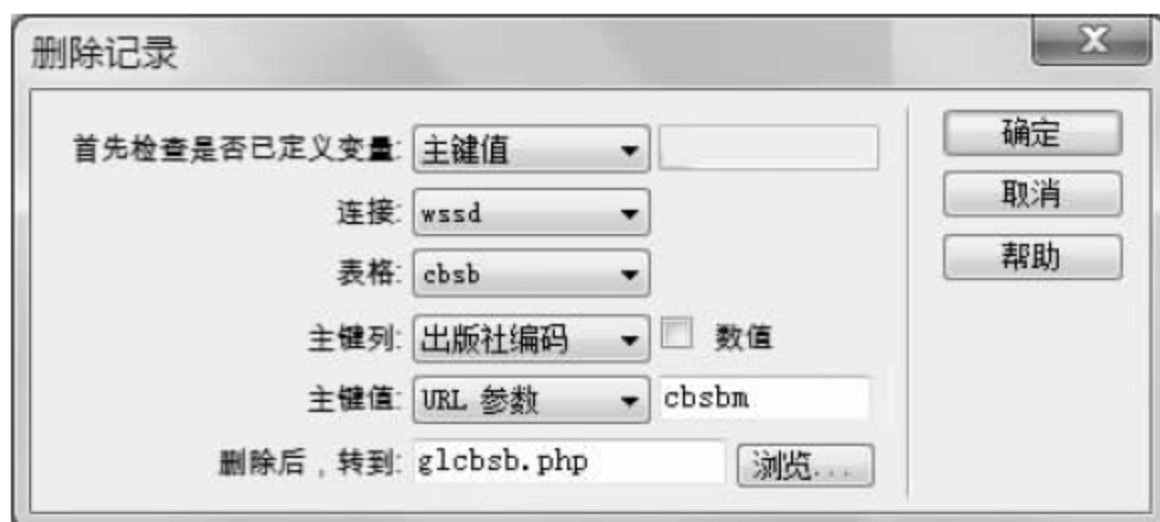 删除记录
首先检查是否已定义变量: 主键值
确定
连接: wssd
取消
表格: cbsb
帮助
主键列: 出版社编码 数值
主键值: URL 参数 cbsbm
删除后，转到: glcbsb.php 浏览...